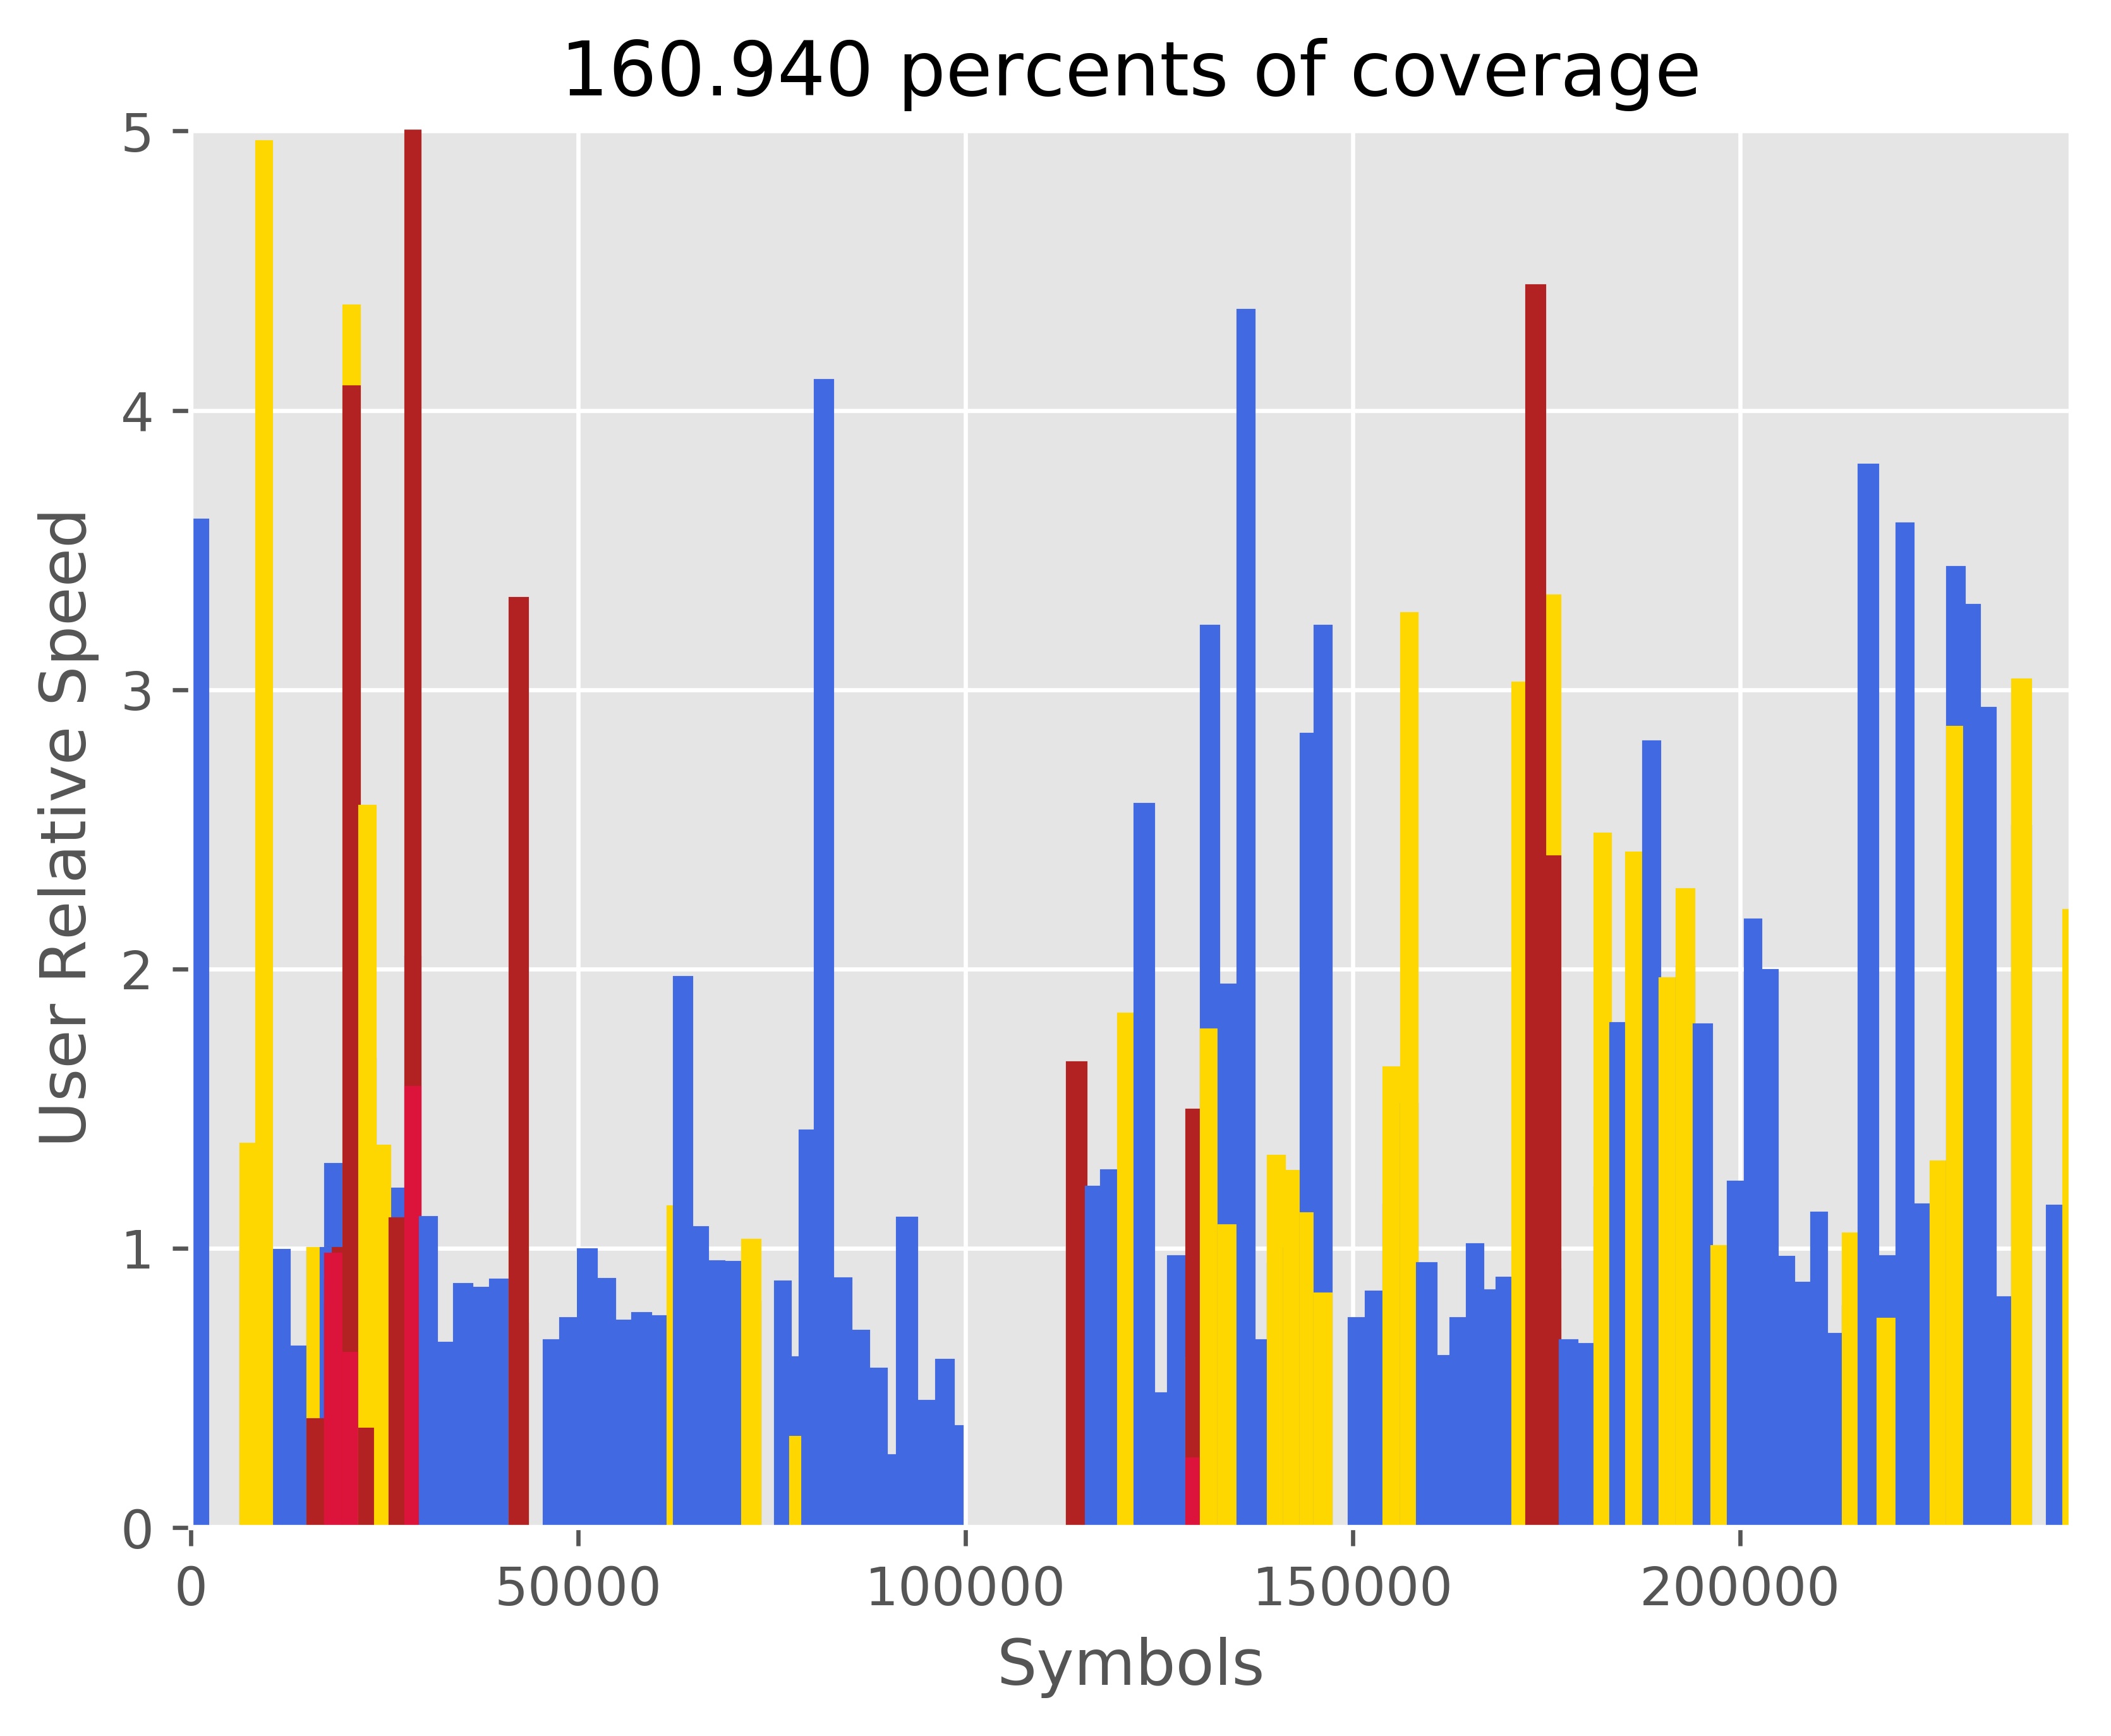 160.940 percents of coverage
User Relative Speed
5
4
3
2
1
0
0 50000 100000 150000 200000
Symbols